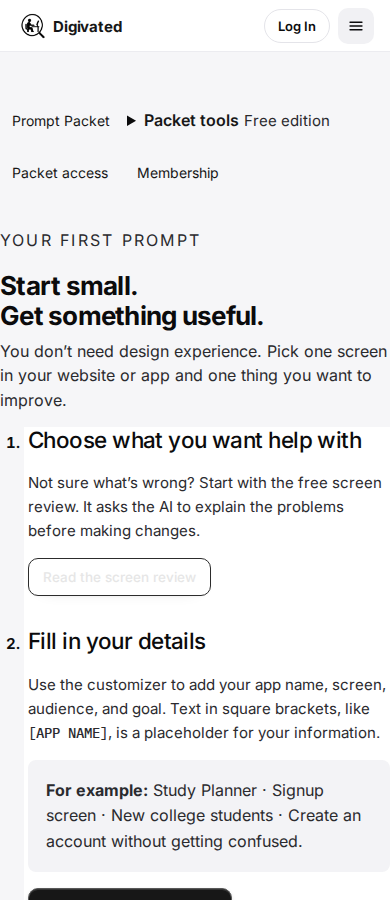 Digivated
Log In
Prompt Packet
Packet tools Free edition
Packet access
Membership
YOUR FIRST PROMPT
Start small.
Get something useful.
You don’t need design experience. Pick one screen
in your website or app and one thing you want to
improve.
1. Choose what you want help with
Not sure what’s wrong? Start with the free screen
review. It asks the AI to explain the problems
before making changes.
Read the screen review
2. Fill in your details
Use the customizer to add your app name, screen,
audience, and goal. Text in square brackets, like
[APP NAME], is a placeholder for your information.
For example: Study Planner · Signup
screen · New college students · Create an
account without getting confused.